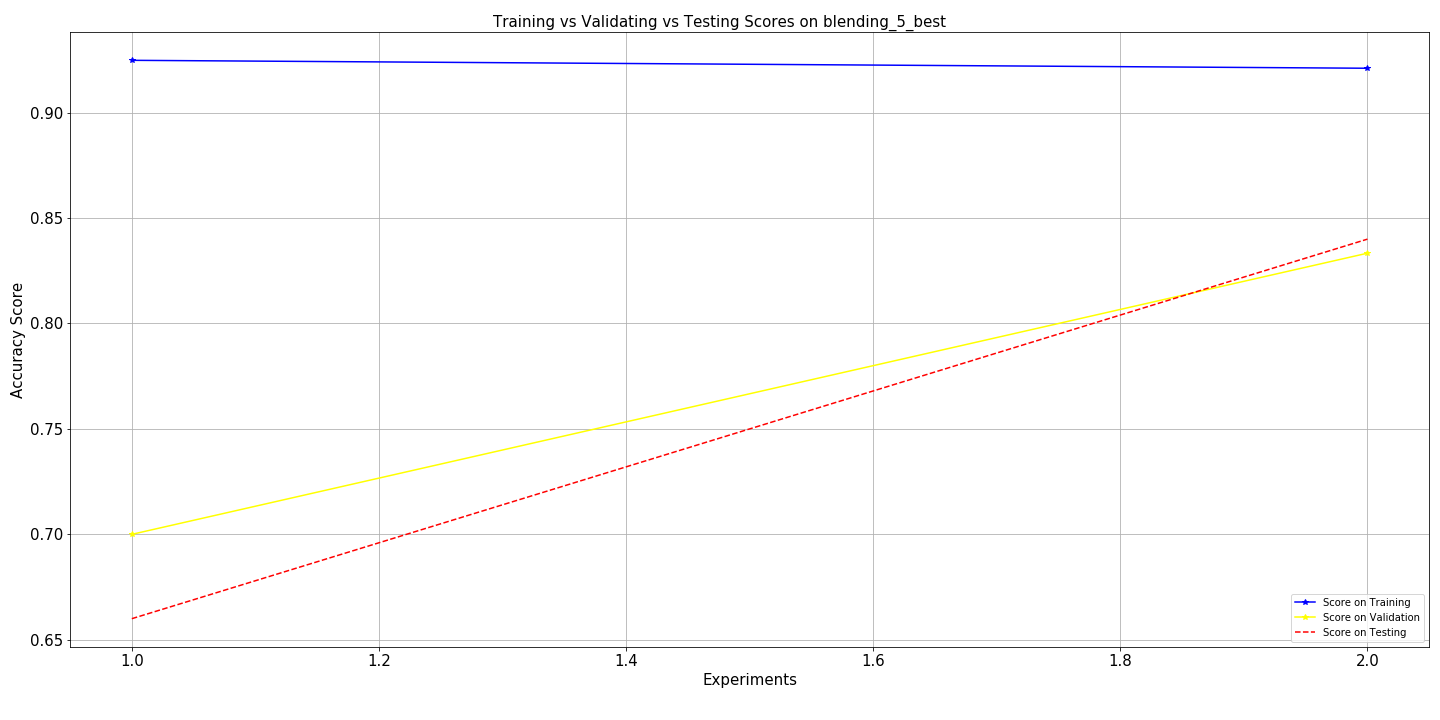 Training vs Validating vs Testing Scores on blending_5_best
Accuracy Score
0.90
0.85
0.80
0.75
0.70
0.65
1.0 1.2 1.4 1.6 1.8 2.0
Experiments
Score on Training
Score on Validation
Score on Testing